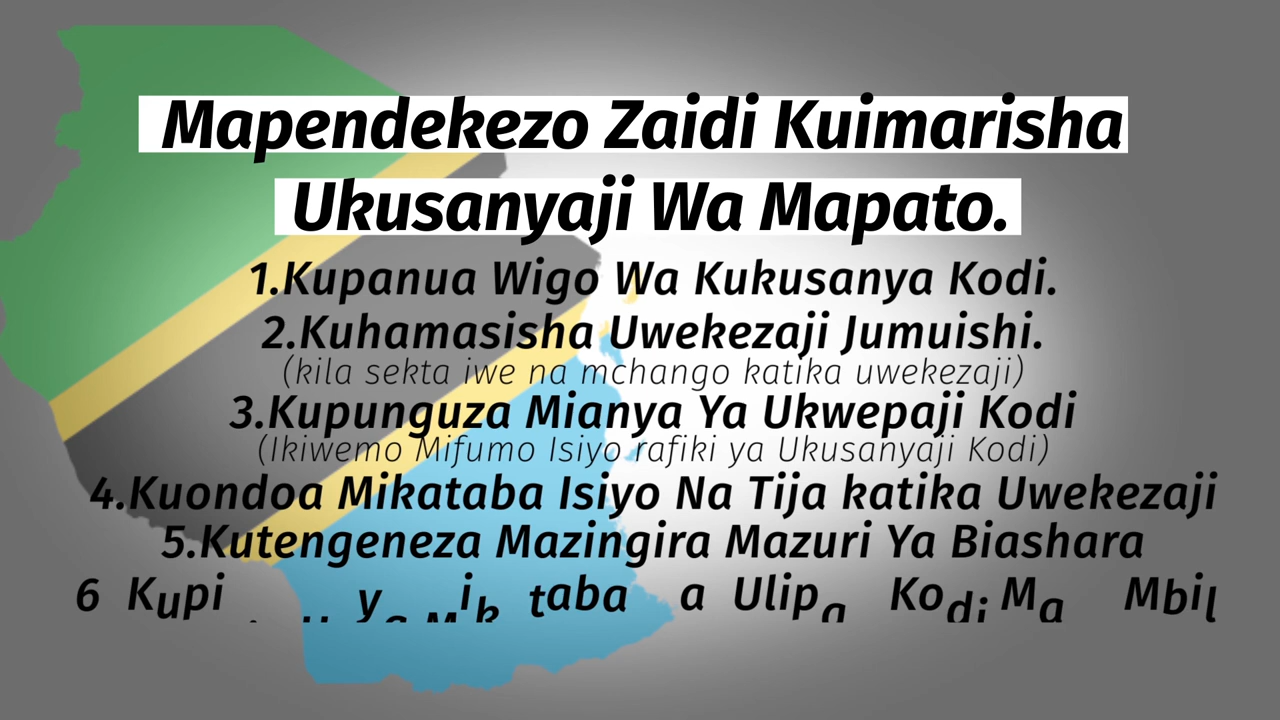 Mapendekezo Zaidi Kuimarisha
Ukusanyaji Wa Mapato.
1.Kupanua Wigo Wa Kukusanya Kodi.
2.Kuhamasisha Uwekezaji Jumuishi.
(kila sekta iwe na mchango katika uwekezaji)
3.Kupunguza Mianya Ya Ukwepaji Kodi
(Ikiwemo Mifumo Isiyo rafiki ya Ukusanyaji Kodi)
4.Kuondoa Mikataba Isiyo Na Tija katika Uwekezaji
5.Kutengeneza Mazingira Mazuri Ya Biashara
6 Kodi